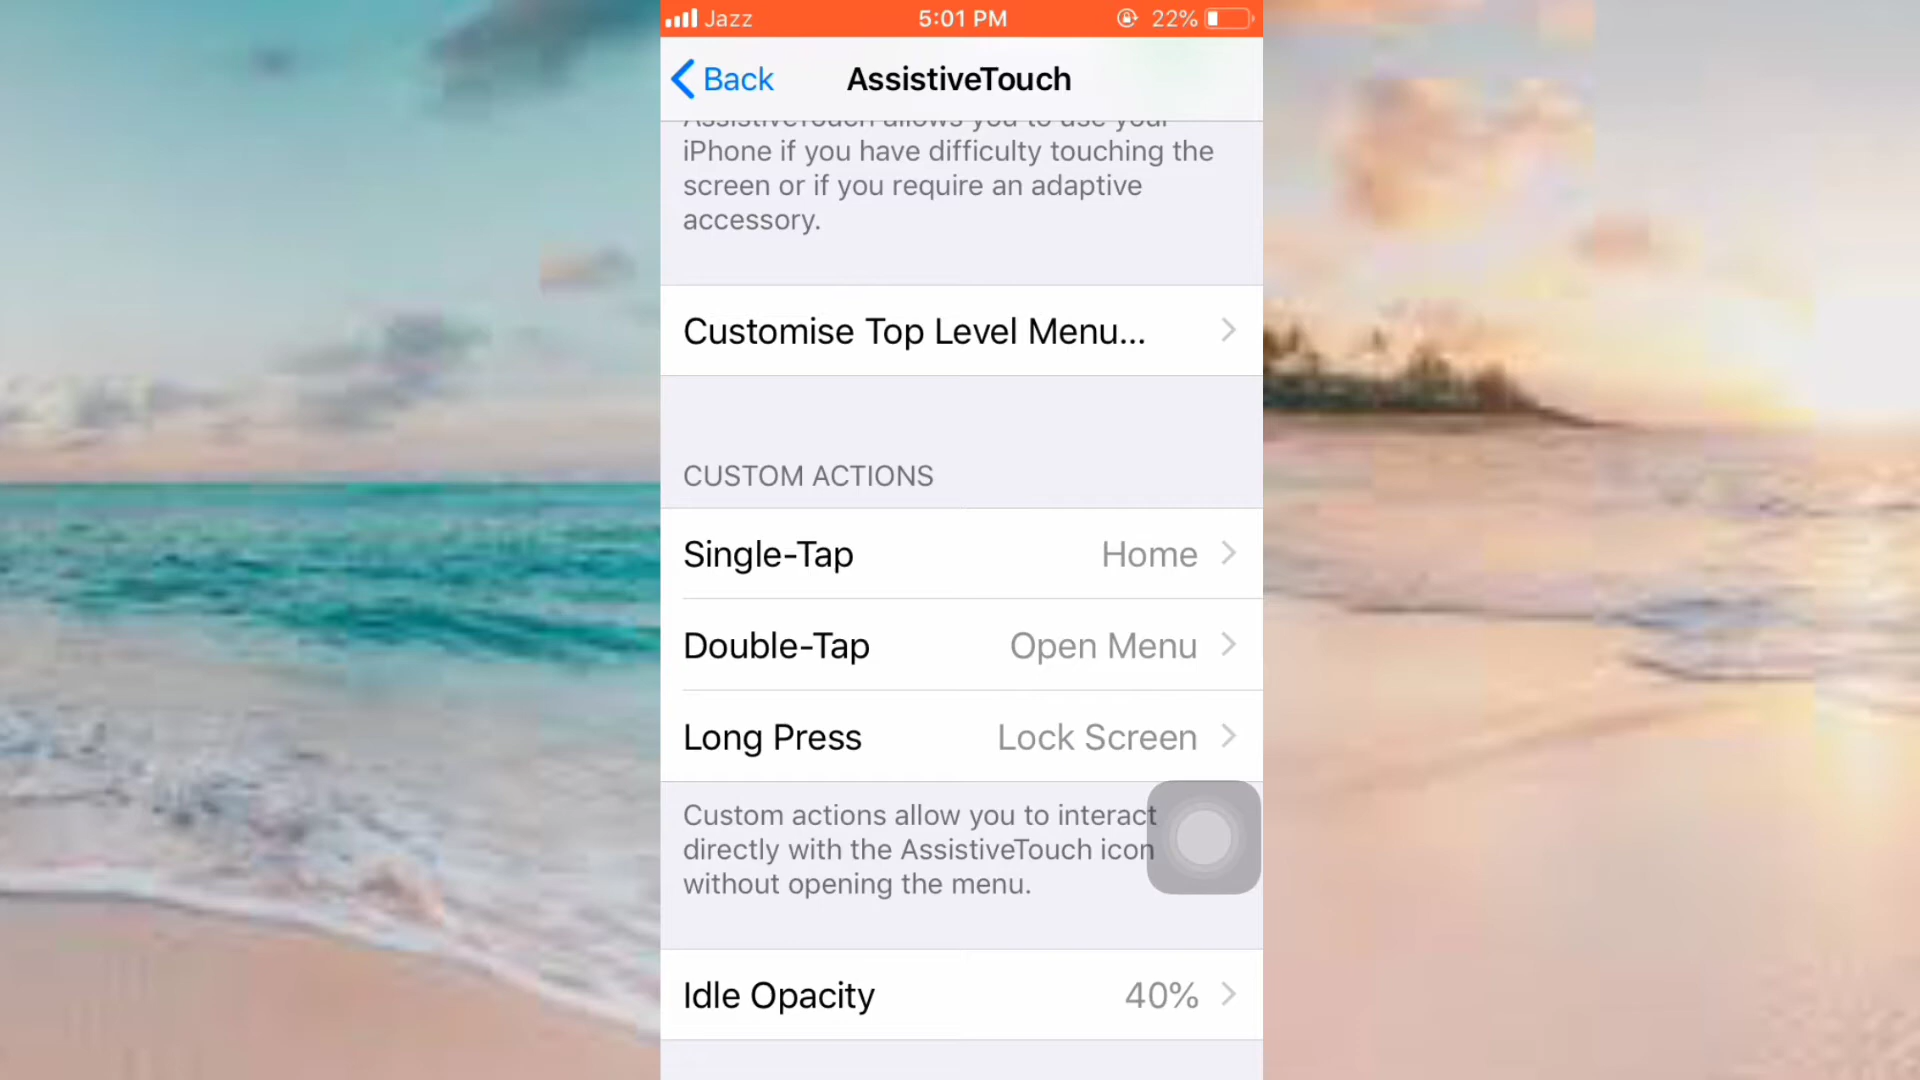 Jazz 5:01 PM 22%
Back AssistiveTouch
AssistiveTouch allows you to use your
iPhone if you have difficulty touching the
screen or if you require an adaptive
accessory.
Customise Top Level Menu...
CUSTOM ACTIONS
Single-Tap Home
Double-Tap Open Menu
Long Press Lock Screen
Custom actions allow you to interact
directly with the AssistiveTouch icon
without opening the menu.
Idle Opacity 40%